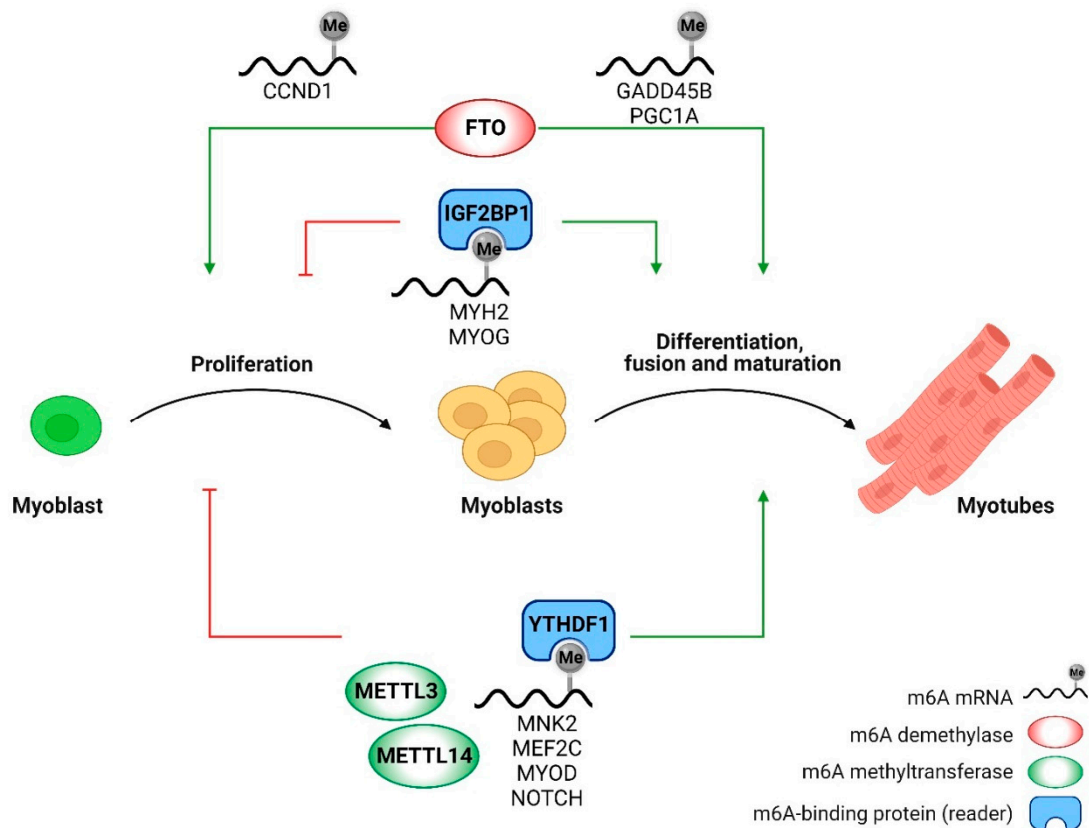 Me
CCND1
Me
GADD45B
PGC1A
FTO
IGF2BP1
Me
MYH2
MYOG
Proliferation
Differentiation,
fusion and maturation
Myoblast
Myoblasts
Myotubes
YTHDF1
Me
METTL3
METTL14
MNK2
MEF2C
MYOD
NOTCH
Me
m6A mRNA
m6A demethylase
m6A methyltransferase
m6A-binding protein (reader)